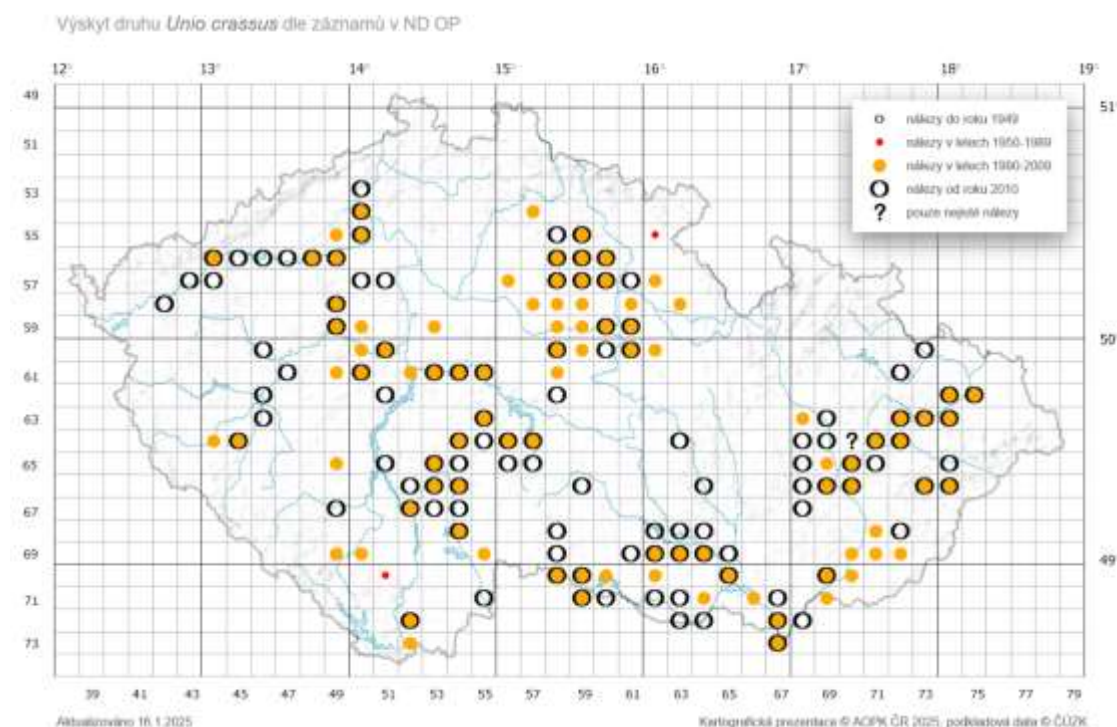 Výskyt druhu Unio crassus dle záznamů v ND OP
12° 13° 14° 15° 16° 17° 18° 19°
49
51°
nálezy do roku 1949
51
nálezy v letech 1950-1989
nálezy v letech 1990-2009
53
nálezy od roku 2010
? pouze nejisté nálezy
55
57
59
50
61
63
?
65
67
69
49
71
73
39 41 43 45 47 49 51 53 55 57 59 61 63 65 67 69 71 73 75 77 79
Aktualizováno 16.1.2025
Kartografická prezentace © AOPK ČR 2025, podkladová data © ČÚZK